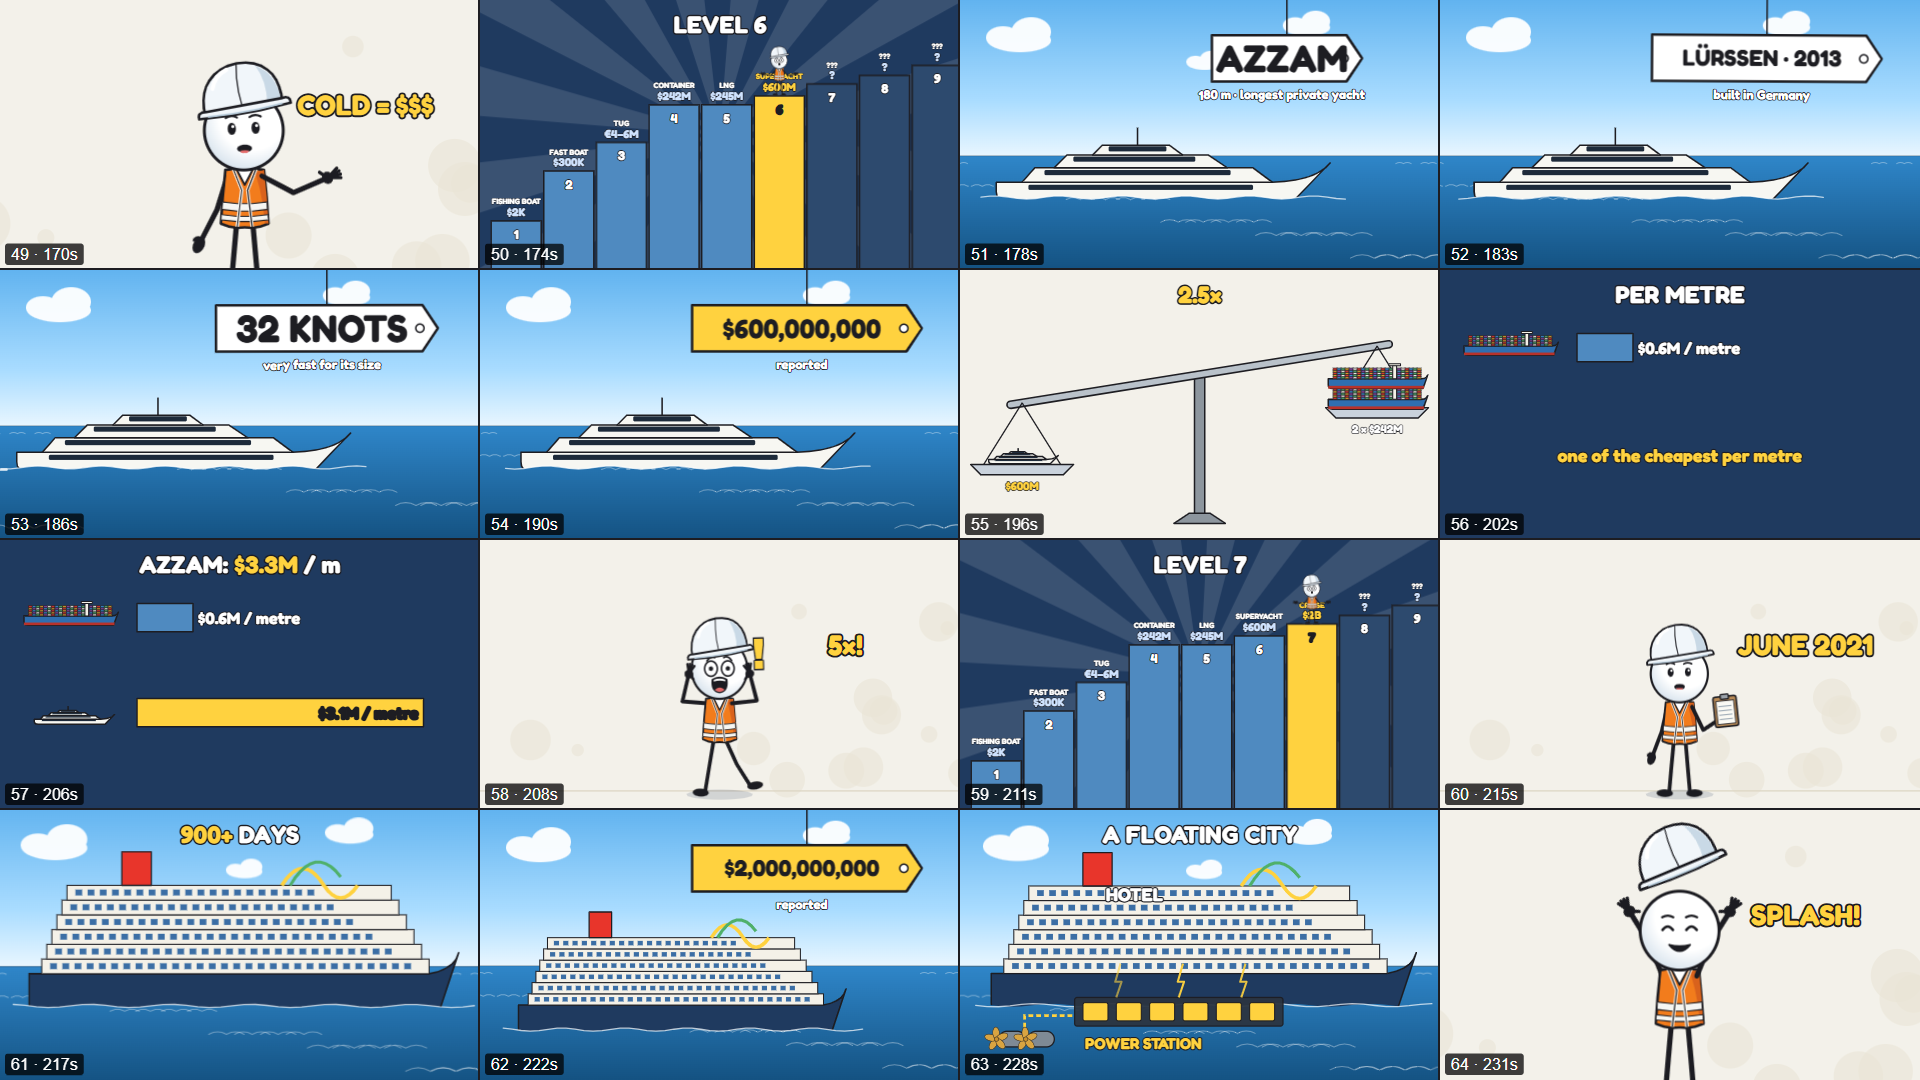 COLD = $$$
49 · 170s
LEVEL 6
FISHING BOAT
$2K
1
FAST BOAT
$300K
2
TUG
€4–6M
3
CONTAINER
$242M
4
LNG
$245M
5
$600M
6
???
?
7
???
?
8
???
?
9
50 · 174s
AZZAM
180 m · longest private yacht
51 · 178s
LÜRSSEN · 2013
built in Germany
52 · 183s
32 KNOTS
very fast for its size
53 · 186s
$600,000,000
reported
54 · 190s
2.5x
$600M
2 x $242M
55 · 196s
PER METRE
$0.6M / metre
one of the cheapest per metre
56 · 202s
AZZAM: $3.3M / m
$0.6M / metre
/ metre
57 · 206s
!
5x!
58 · 208s
LEVEL 7
FISHING BOAT
$2K
1
FAST BOAT
$300K
2
TUG
€4–6M
3
CONTAINER
$242M
4
LNG
$245M
5
SUPERYACHT
$600M
6
$2B
7
???
?
8
???
?
9
59 · 211s
JUNE 2021
60 · 215s
900+ DAYS
61 · 217s
$2,000,000,000
reported
62 · 222s
A FLOATING CITY
HOTEL
POWER STATION
63 · 228s
SPLASH!
64 · 231s